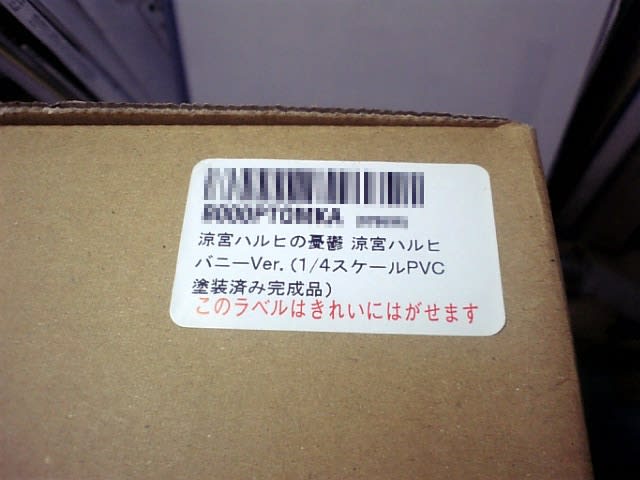 涼宮ハルヒの憂鬱 涼宮ハルヒ
バニーVer. (1/4スケールPVC
塗装済み完成品)
このラベルはきれいにはがせます